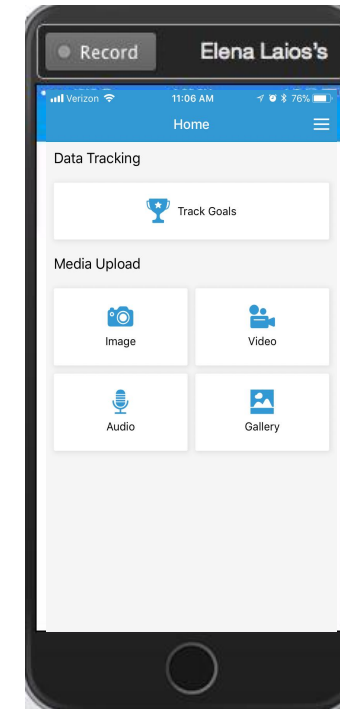 Record Elena Laios's
Verizon 11:06 AM 76%
Home
Data Tracking
Track Goals
Media Upload
Image Video
Audio Gallery